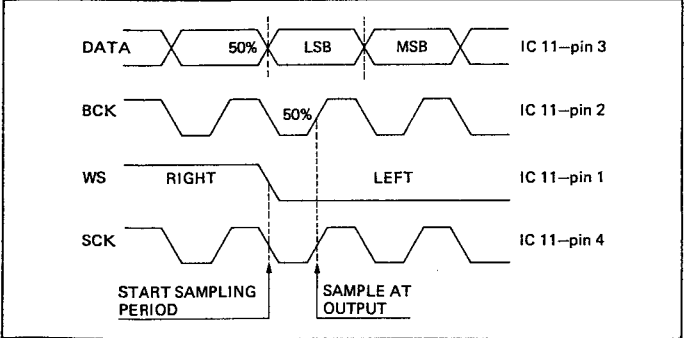 DATA 50% LSB MSB IC 11—pin 3
BCK 50% IC 11—pin 2
WS RIGHT LEFT IC 11—pin 1
SCK IC 11—pin 4
START SAMPLING PERIOD
SAMPLE AT OUTPUT